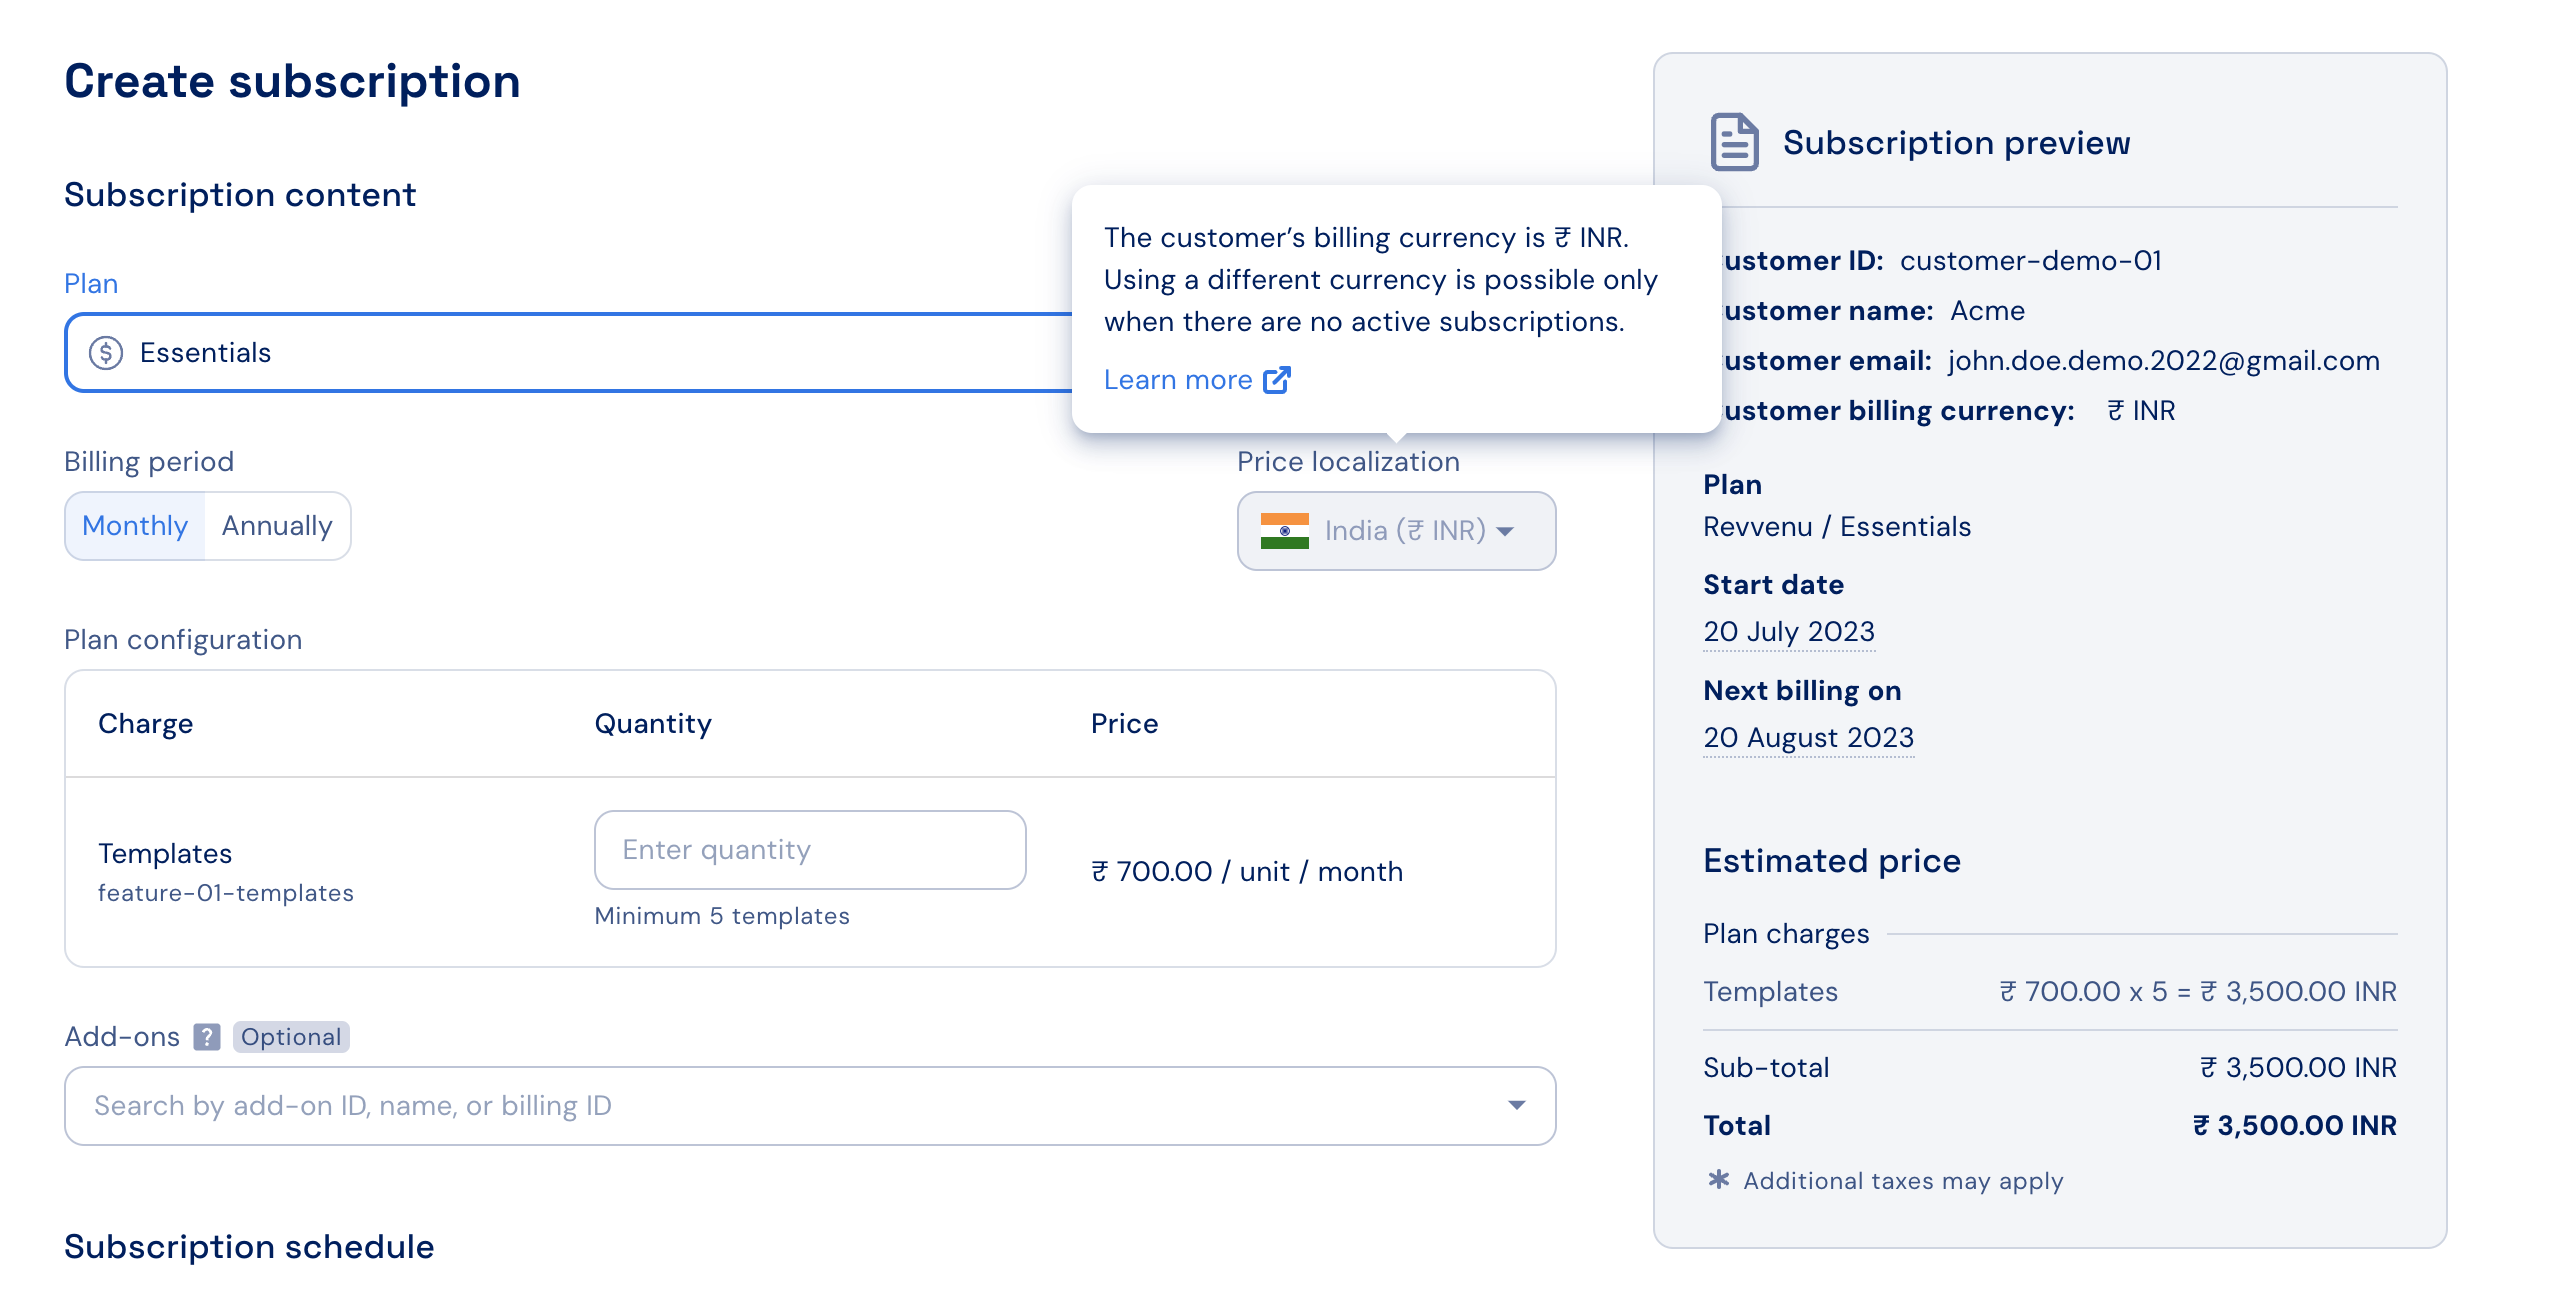 Create subscription
Subscription content
Plan
Essentials
The customer’s billing currency is ₹ INR.
Using a different currency is possible only
when there are no active subscriptions.
Learn more
Billing period
Monthly Annually
Price localization
India (₹ INR)
Plan configuration
Charge Quantity Price
Templates
feature-01-templates
Enter quantity
Minimum 5 templates
₹ 700.00 / unit / month
Add-ons ? Optional
Search by add-on ID, name, or billing ID
Subscription schedule
Subscription preview
ustomer ID: customer-demo-01
ustomer name: Acme
ustomer email: john.doe.demo.2022@gmail.com
ustomer billing currency: ₹ INR
Plan
Revvenu / Essentials
Start date
20 July 2023
Next billing on
20 August 2023
Estimated price
Plan charges
Templates ₹ 700.00 x 5 = ₹ 3,500.00 INR
Sub-total ₹ 3,500.00 INR
Total ₹ 3,500.00 INR
* Additional taxes may apply